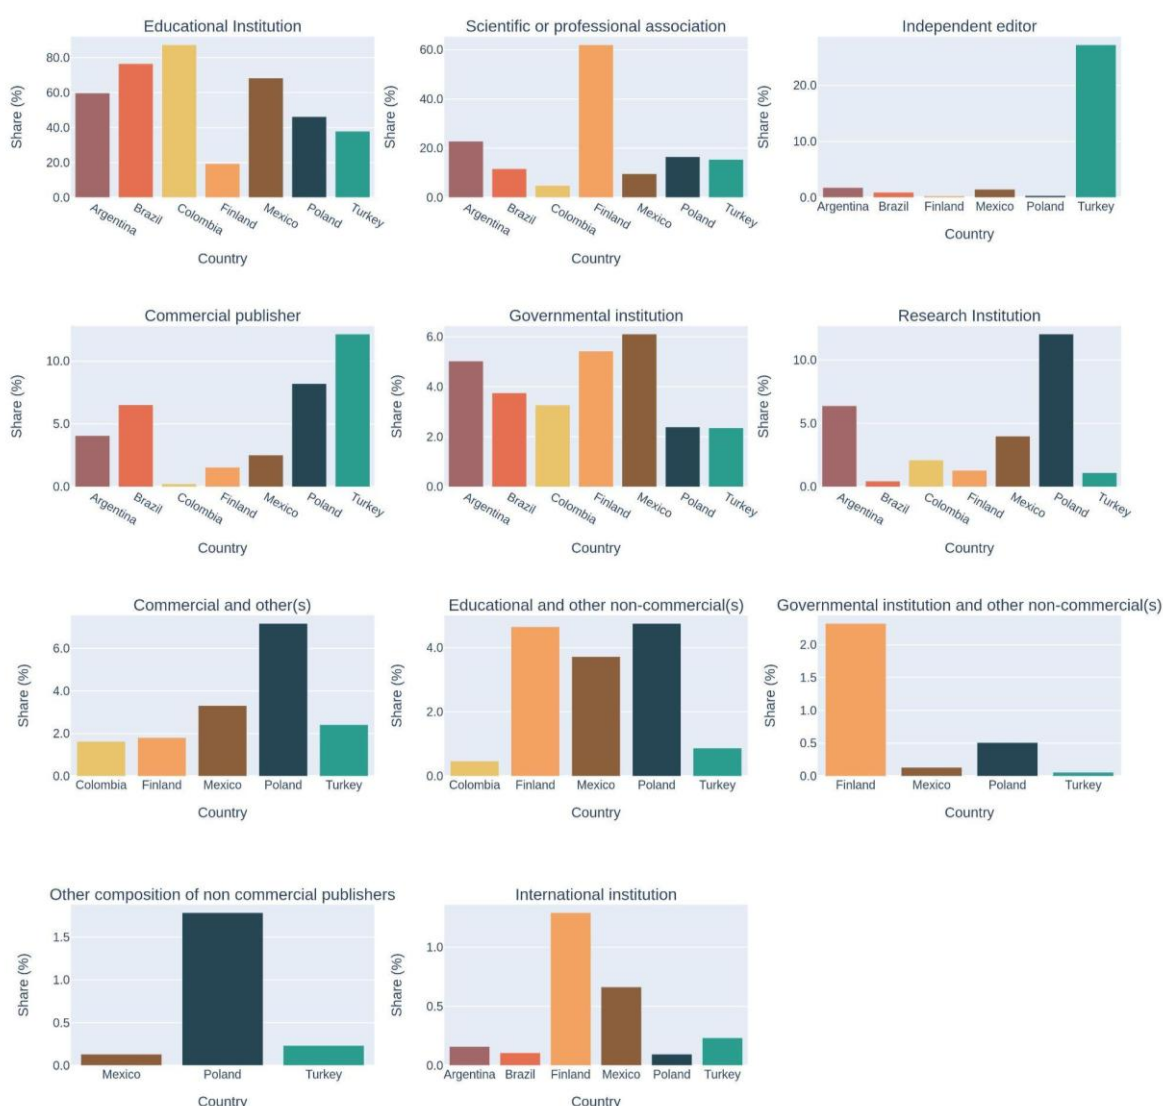 Educational Institution
Share (%)
80.0
60.0
40.0
20.0
0.0
Argentina Brazil Colombia Finland Mexico Poland Turkey
Country
Scientific or professional association
Share (%)
60.0
40.0
20.0
0.0
Argentina Brazil Colombia Finland Mexico Poland Turkey
Country
Independent editor
Share (%)
20.0
10.0
0.0
Argentina Brazil Finland Mexico Poland Turkey
Country
Commercial publisher
Share (%)
10.0
5.0
0.0
Argentina Brazil Colombia Finland Mexico Poland Turkey
Country
Governmental institution
Share (%)
6.0
4.0
2.0
0.0
Argentina Brazil Colombia Finland Mexico Poland Turkey
Country
Research Institution
Share (%)
10.0
5.0
0.0
Argentina Brazil Colombia Finland Mexico Poland Turkey
Country
Commercial and other(s)
Share (%)
6.0
4.0
2.0
0.0
Colombia Finland Mexico Poland Turkey
Country
Educational and other non-commercial(s)
Share (%)
4.0
2.0
0.0
Colombia Finland Mexico Poland Turkey
Country
Governmental institution and other non-commercial(s)
Share (%)
2.0
1.5
1.0
0.5
0.0
Finland Mexico Poland Turkey
Country
Other composition of non commercial publishers
Share (%)
1.5
1.0
0.5
0.0
Mexico Poland Turkey
Country
International institution
Share (%)
1.0
0.5
0.0
Argentina Brazil Finland Mexico Poland Turkey
Country